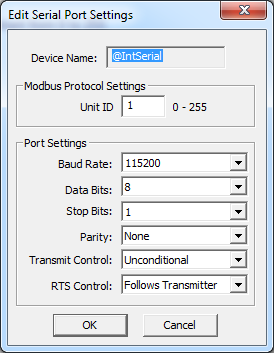 Edit Serial Port Settings
Device Name: @IntSerial
Modbus Protocol Settings
Unit ID 1 0 - 255
Port Settings
Baud Rate: 115200
Data Bits: 8
Stop Bits: 1
Parity: None
Transmit Control: Unconditional
RTS Control: Follows Transmitter
OK Cancel